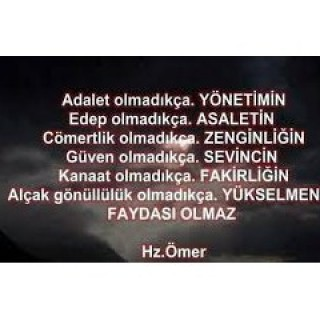 Adalet olmadıkça. YÖNETİMİN
Edep olmadıkça. ASALETİN
Cömertlik olmadıkça. ZENGİNLİĞİN
Güven olmadıkça. SEVİNCİN
Kanaat olmadıkça. FAKİRLİĞİN
Alçak gönüllülük olmadıkça. YÜKSELMEN
FAYDASI OLMAZ
Hz.Ömer